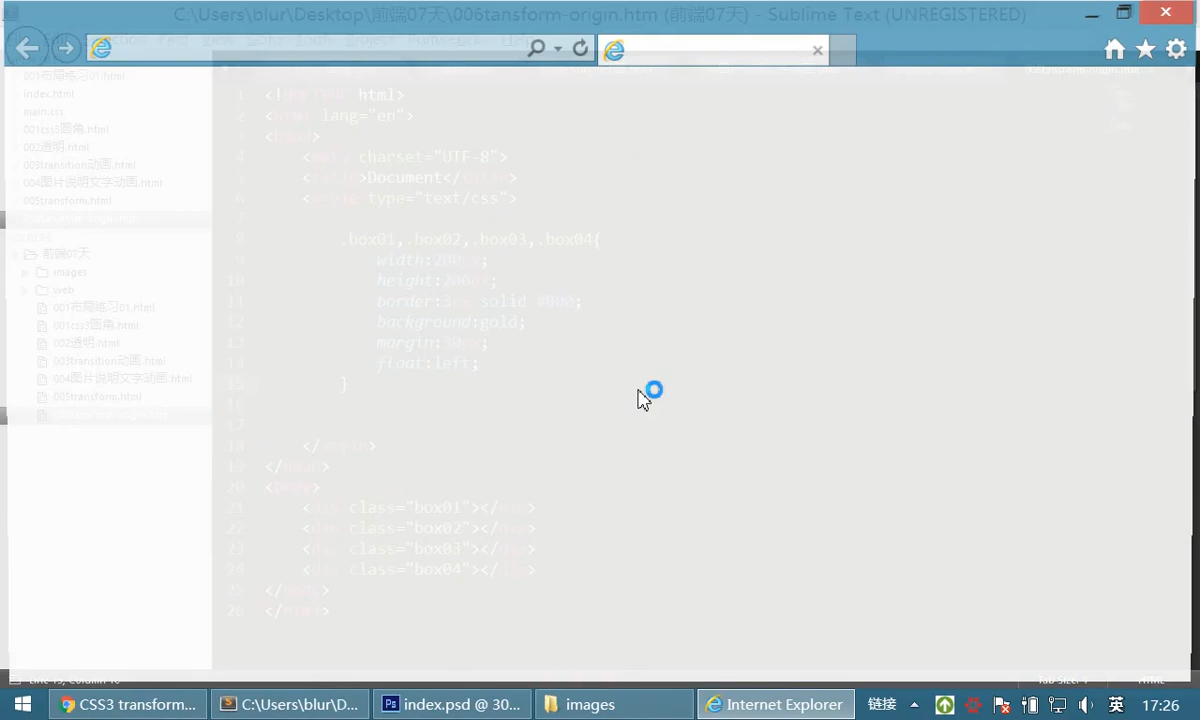 C:\Users\blur\Desktop\前端07天\006tansform-origin.htm (前端07天) - Sublime Text (UNREGISTERED)
001布局练习01.html
index.html
main.css
001css3圆角.html
002透明.html
003transition动画.html
004图片说明文字动画.html
005transform.html
前端07天
images
web
001布局练习01.html
001css3圆角.html
002透明.html
003transition动画.html
004图片说明文字动画.html
005transform.html
1 <!DOCTYPE html>
2 <html lang="en">
3 <head>
4 <meta charset="UTF-8">
5 <title>Document</title>
6 <style type="text/css">
7
8 .box01,.box02,.box03,.box04{
9 width:200px;
10 height:200px;
11 border:3px solid #000;
12 background:gold;
13 margin:30px;
14 float:left;
15 }
16
17
18 </style>
19 </head>
20 <body>
21 <div class="box01"></div>
22 <div class="box02"></div>
23 <div class="box03"></div>
24 <div class="box04"></div>
25 </body>
26 </html>
CSS3 transform...
C:\Users\blur\D...
index.psd @ 30...
images
Internet Explorer
链接
英
17:26